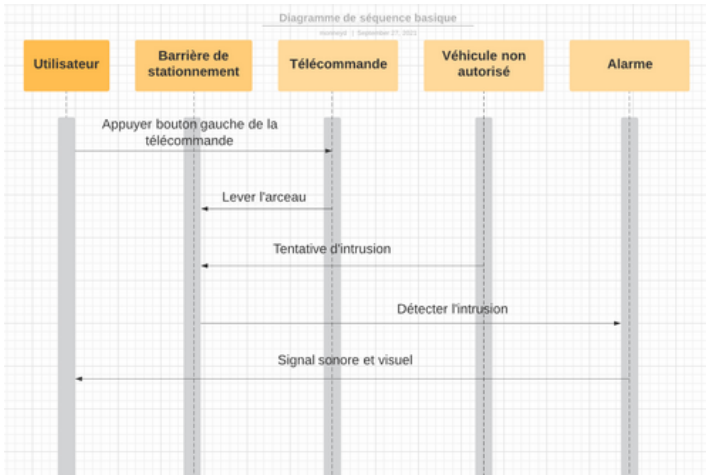 Diagramme de séquence basique
Utilisateur
Barrière de
stationnement
Télécommande
Véhicule non
autorisé
Alarme
Appuyer bouton gauche de la
télécommande
Lever l'arceau
Tentative d'intrusion
Détecter l'intrusion
Signal sonore et visuel